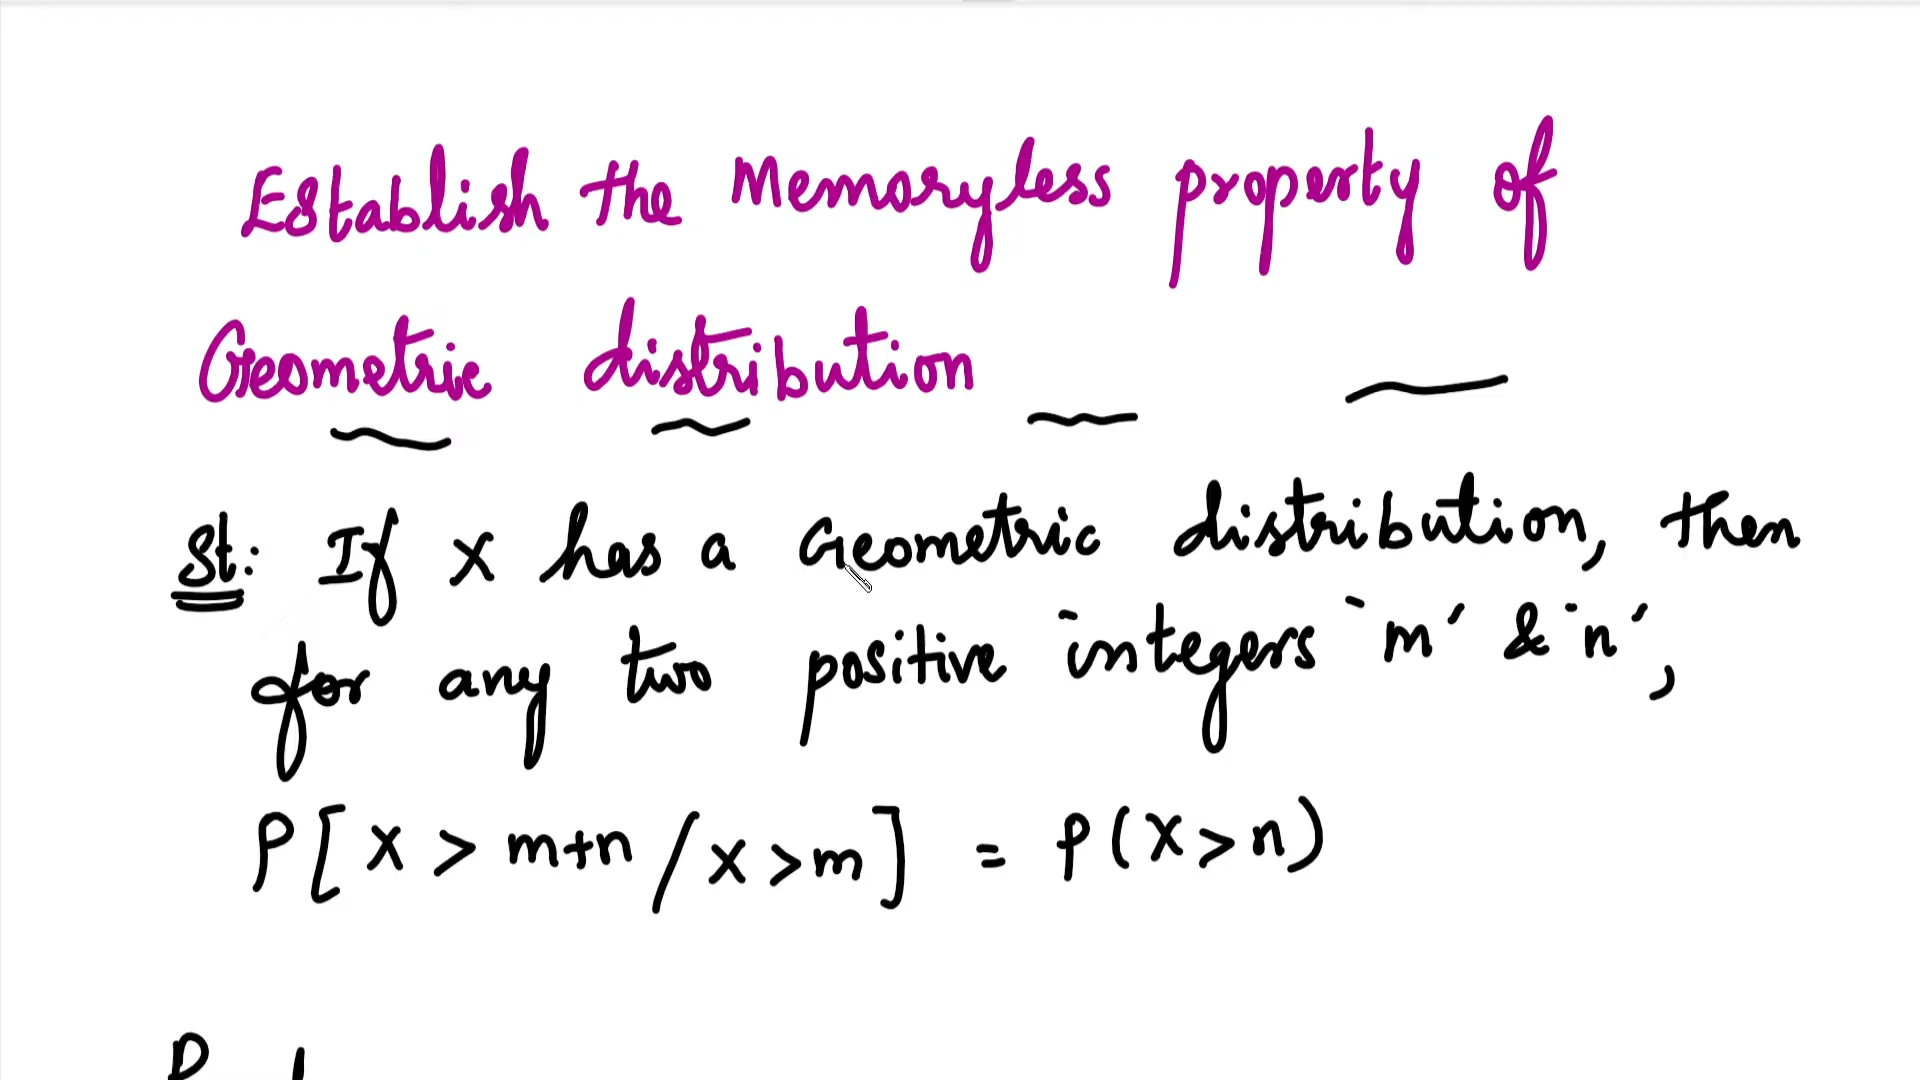 Establish the Memoryless property of
Geometric distribution
St: If X has a Geometric distribution, then
for any two positive integers `m' & `n',
P[X > m+n / X > m] = P(X > n)